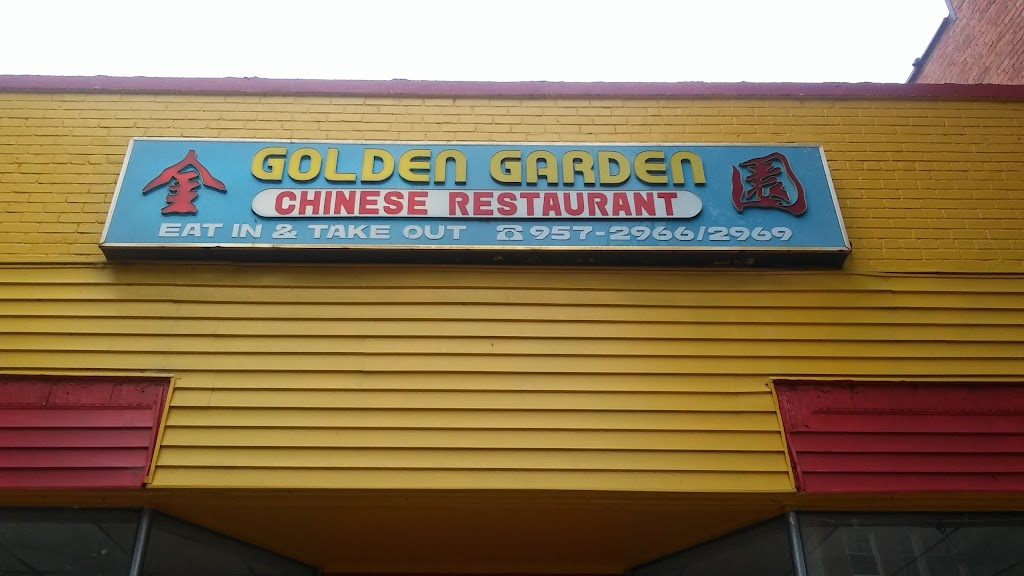 金 GOLDEN GARDEN 園
CHINESE RESTAURANT
EAT IN & TAKE OUT ☎ 957-2966/2969